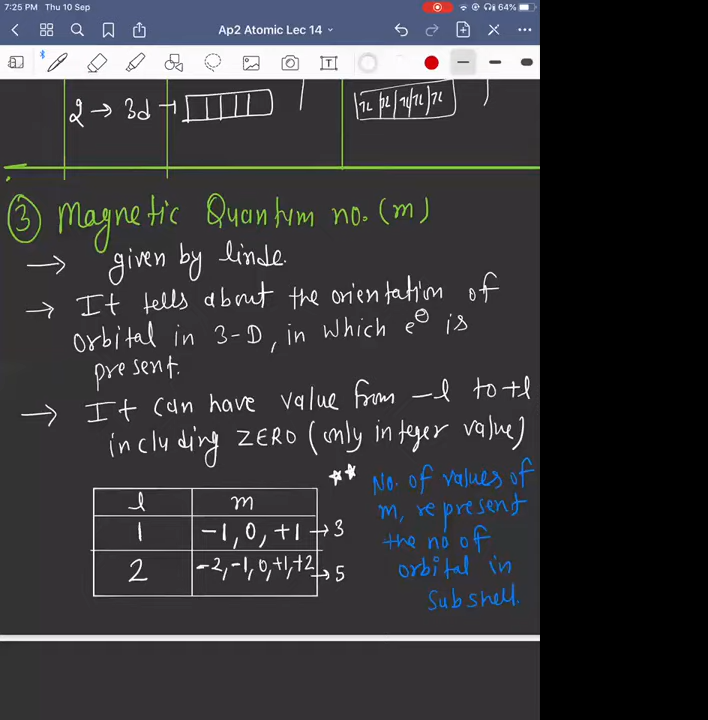 7:25 PM Thu 10 Sep
64%
Ap2 Atomic Lec 14
2 → 3d →
③ Magnetic Quantum no. (m)
→ given by linde.
→ It tells about the orientation of
orbital in 3-D, in which e⊖ is
present.
→ It can have value from -l to +l
including ZERO (only integer value)
l m
1 -1, 0, +1 → 3
2 -2, -1, 0, +1, +2 → 5
** No. of values of
m, represent
the no of
orbital in
Subshell.